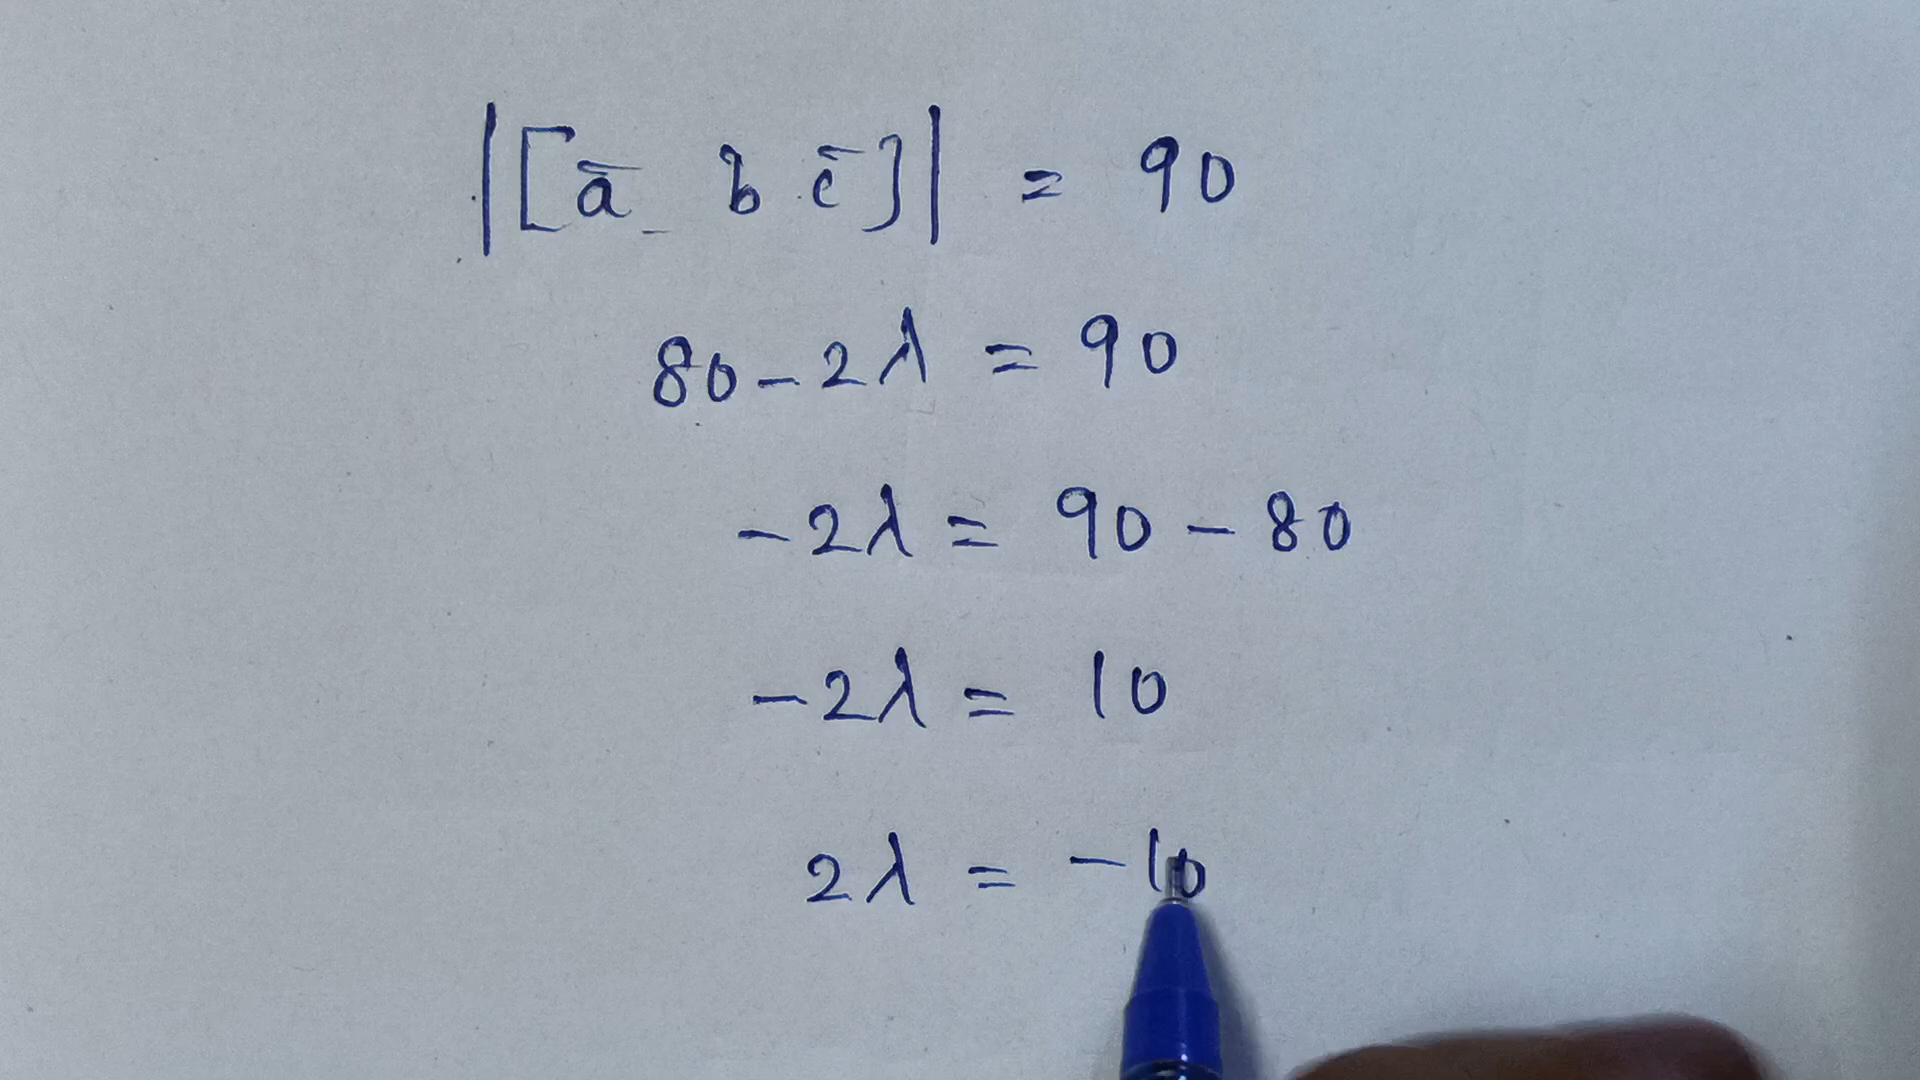 |[ā b c̄]| = 90
80 - 2λ = 90
-2λ = 90 - 80
-2λ = 10
2λ = -10